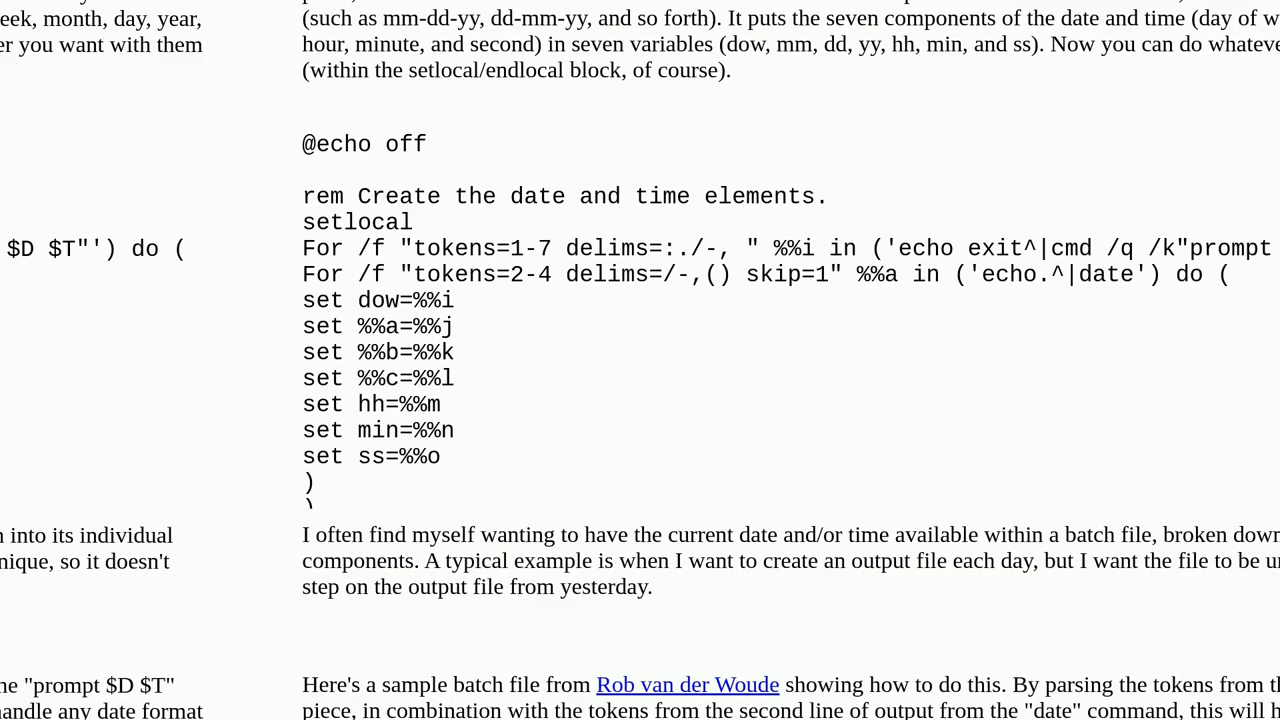 eek, month, day, year,
er you want with them
$D $T"') do (
into its individual
nique, so it doesn't
he "prompt $D $T"
handle any date format
(such as mm-dd-yy, dd-mm-yy, and so forth). It puts the seven components of the date and time (day of w
hour, minute, and second) in seven variables (dow, mm, dd, yy, hh, min, and ss). Now you can do whateve
(within the setlocal/endlocal block, of course).
@echo off
rem Create the date and time elements.
setlocal
For /f "tokens=1-7 delims=:./-, " %%i in ('echo exit^|cmd /q /k"prompt
For /f "tokens=2-4 delims=/-,() skip=1" %%a in ('echo.^|date') do (
set dow=%%i
set %%a=%%j
set %%b=%%k
set %%c=%%l
set hh=%%m
set min=%%n
set ss=%%o
)
)
I often find myself wanting to have the current date and/or time available within a batch file, broken down
components. A typical example is when I want to create an output file each day, but I want the file to be u
step on the output file from yesterday.
Here's a sample batch file from Rob van der Woude showing how to do this. By parsing the tokens from t
piece, in combination with the tokens from the second line of output from the "date" command, this will h